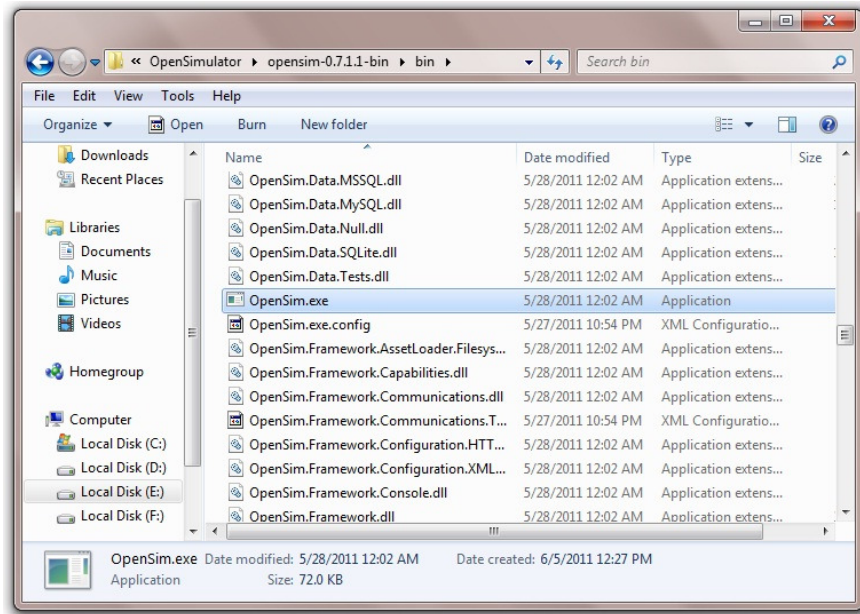 « OpenSimulator ▸ opensim-0.7.1.1-bin ▸ bin ▸ Search bin
File Edit View Tools Help
Organize Open Burn New folder
Downloads
Recent Places
Libraries
Documents
Music
Pictures
Videos
Homegroup
Computer
Local Disk (C:)
Local Disk (D:)
Local Disk (E:)
Local Disk (F:)
Name Date modified Type Size
OpenSim.Data.MSSQL.dll 5/28/2011 12:02 AM Application extens...
OpenSim.Data.MySQL.dll 5/28/2011 12:02 AM Application extens...
OpenSim.Data.Null.dll 5/28/2011 12:02 AM Application extens...
OpenSim.Data.SQLite.dll 5/28/2011 12:02 AM Application extens...
OpenSim.Data.Tests.dll 5/28/2011 12:02 AM Application extens...
OpenSim.exe 5/28/2011 12:02 AM Application
OpenSim.exe.config 5/27/2011 10:54 PM XML Configuratio...
OpenSim.Framework.AssetLoader.Filesys... 5/28/2011 12:02 AM Application extens...
OpenSim.Framework.Capabilities.dll 5/28/2011 12:02 AM Application extens...
OpenSim.Framework.Communications.dll 5/28/2011 12:02 AM Application extens...
OpenSim.Framework.Communications.T... 5/27/2011 10:54 PM XML Configuratio...
OpenSim.Framework.Configuration.HTT... 5/28/2011 12:02 AM Application extens...
OpenSim.Framework.Configuration.XML... 5/28/2011 12:02 AM Application extens...
OpenSim.Framework.Console.dll 5/28/2011 12:02 AM Application extens...
OpenSim.Framework.dll 5/28/2011 12:02 AM Application extens...
OpenSim.exe Date modified: 5/28/2011 12:02 AM Date created: 6/5/2011 12:27 PM
Application Size: 72.0 KB